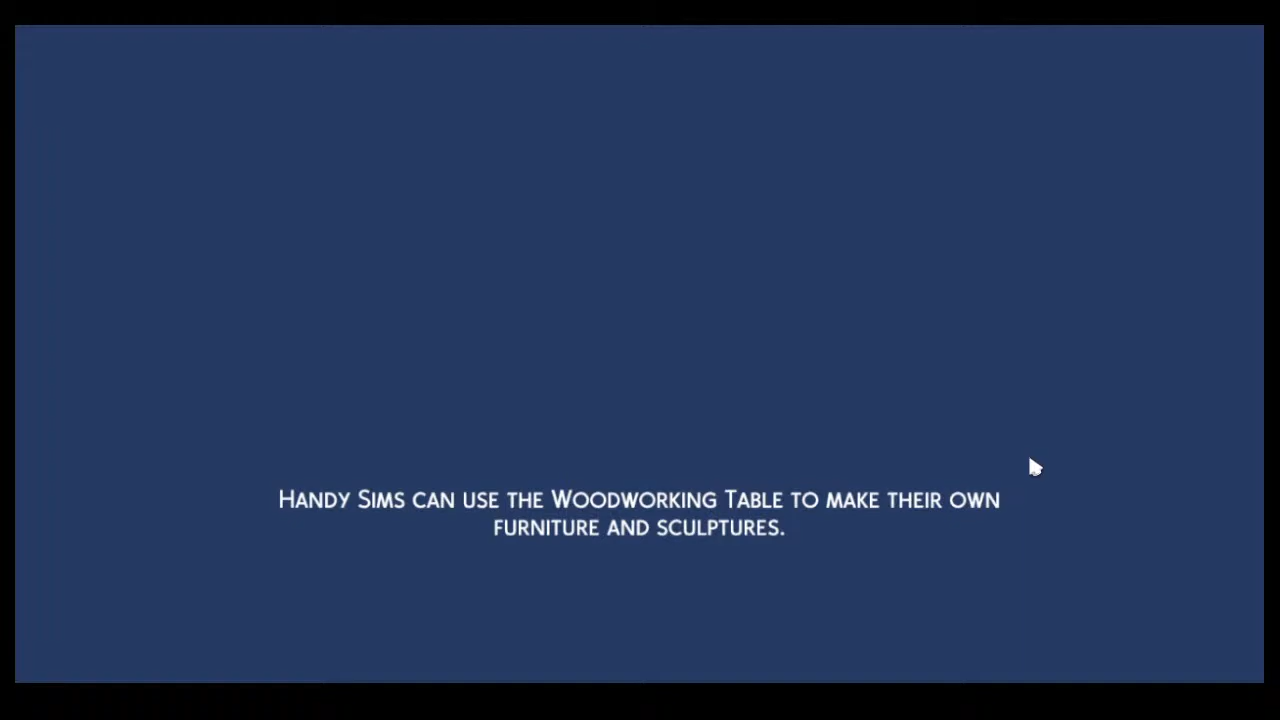 Handy Sims can use the Woodworking Table to make their own
furniture and sculptures.